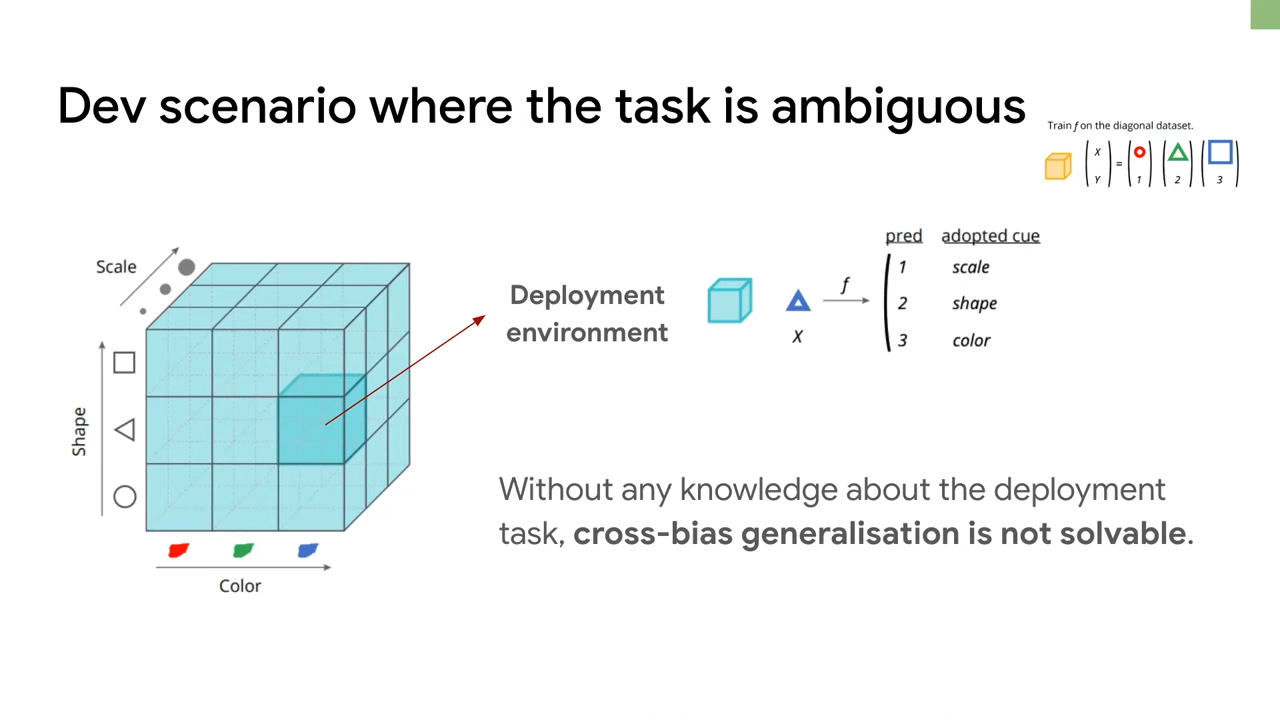 Dev scenario where the task is ambiguous
Train f on the diagonal dataset.
X
Y
=
1
2
3
Scale
Shape
Color
Deployment
environment
X
f
pred adopted cue
1 scale
2 shape
3 color
Without any knowledge about the deployment
task, cross-bias generalisation is not solvable.